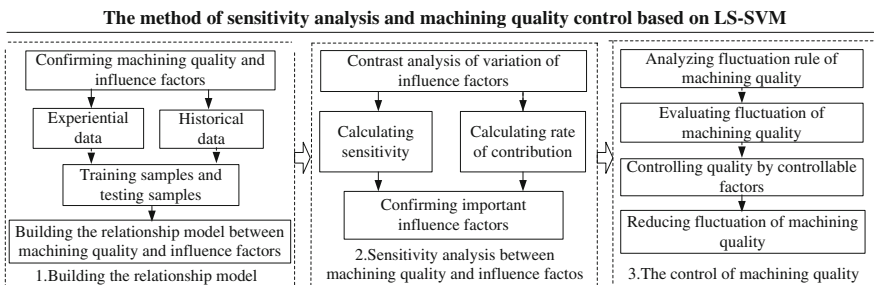 The method of sensitivity analysis and machining quality control based on LS-SVM
Confirming machining quality and
influence factors
Experiential
data
Historical
data
Training samples and
testing samples
Building the relationship model between
machining quality and influence factors
1.Building the relationship model
Contrast analysis of variation of
influence factors
Calculating
sensitivity
Calculating rate
of contribution
Confirming important
influence factors
2.Sensitivity analysis between
machining quality and influence factos
Analyzing fluctuation rule of
machining quality
Evaluating fluctuation of
machining quality
Controlling quality by controllable
factors
Reducing fluctuation of machining
quality
3.The control of machining quality